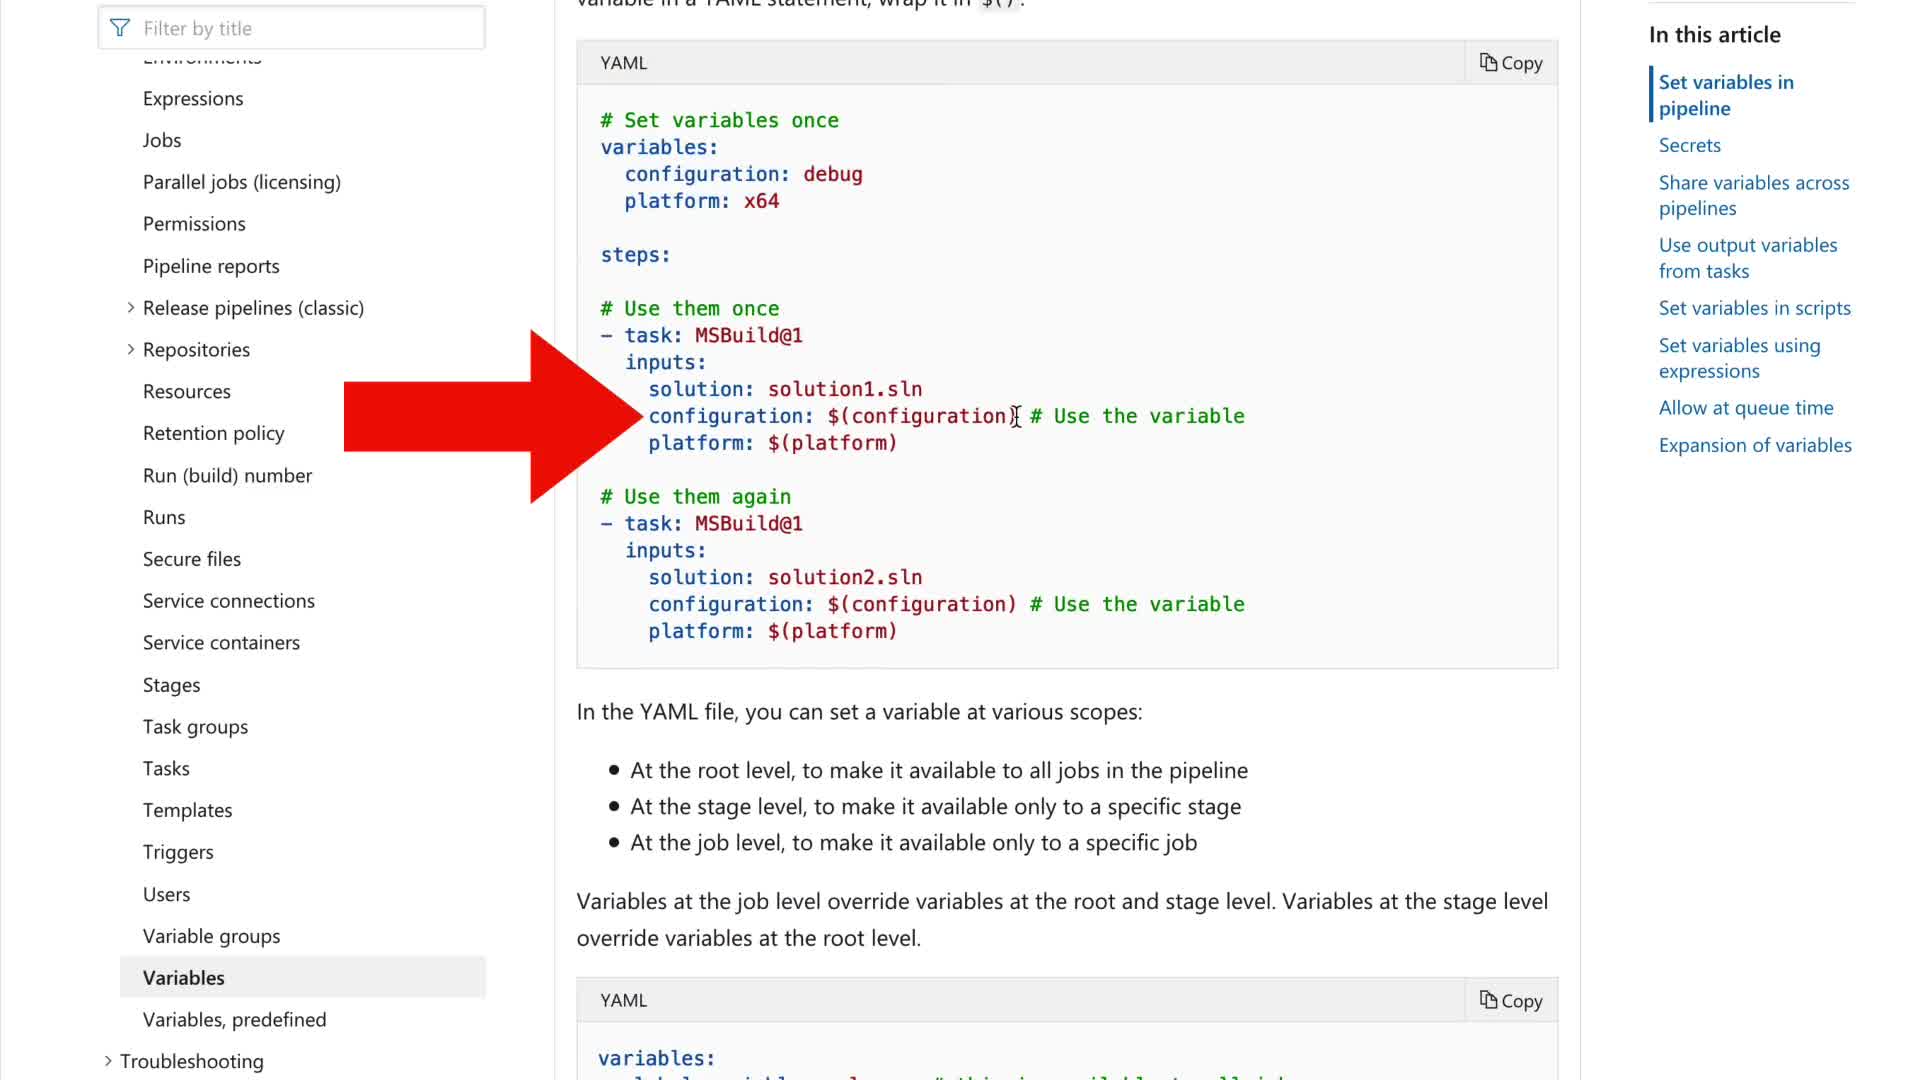 Filter by title
Environments
Expressions
Jobs
Parallel jobs (licensing)
Permissions
Pipeline reports
Release pipelines (classic)
Repositories
Resources
Retention policy
Run (build) number
Runs
Secure files
Service connections
Service containers
Stages
Task groups
Tasks
Templates
Triggers
Users
Variable groups
Variables
Variables, predefined
Troubleshooting
variable in a YAML statement, wrap it in $() .
YAML
Copy
# Set variables once
variables:
  configuration: debug
  platform: x64
steps:
# Use them once
- task: MSBuild@1
  inputs:
    solution: solution1.sln
    configuration: $(configuration) # Use the variable
    platform: $(platform)
# Use them again
- task: MSBuild@1
  inputs:
    solution: solution2.sln
    configuration: $(configuration) # Use the variable
    platform: $(platform)
In the YAML file, you can set a variable at various scopes:
• At the root level, to make it available to all jobs in the pipeline
• At the stage level, to make it available only to a specific stage
• At the job level, to make it available only to a specific job
Variables at the job level override variables at the root and stage level. Variables at the stage level
override variables at the root level.
YAML
Copy
variables:
In this article
Set variables in
pipeline
Secrets
Share variables across
pipelines
Use output variables
from tasks
Set variables in scripts
Set variables using
expressions
Allow at queue time
Expansion of variables